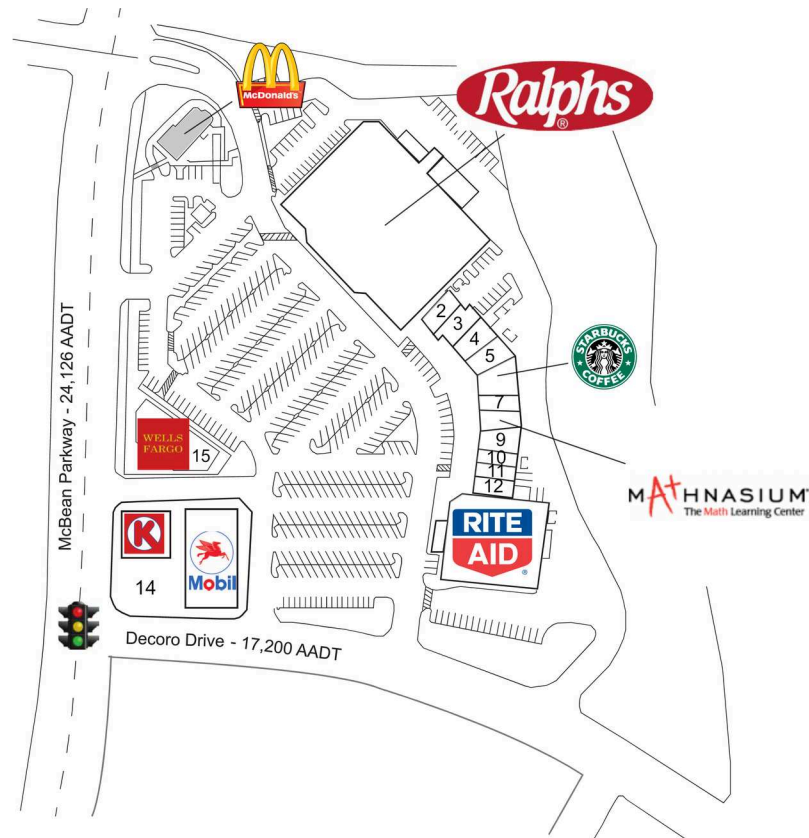 McDonald's
Ralphs
®
2
3
4
5
STARBUCKS
COFFEE
7
9
10
11
12
WELLS
FARGO
15
MATHNASIUM
The Math Learning Center
RITE
AID
®
K
14
Mobil
McBean Parkway - 24,126 AADT
Decoro Drive - 17,200 AADT